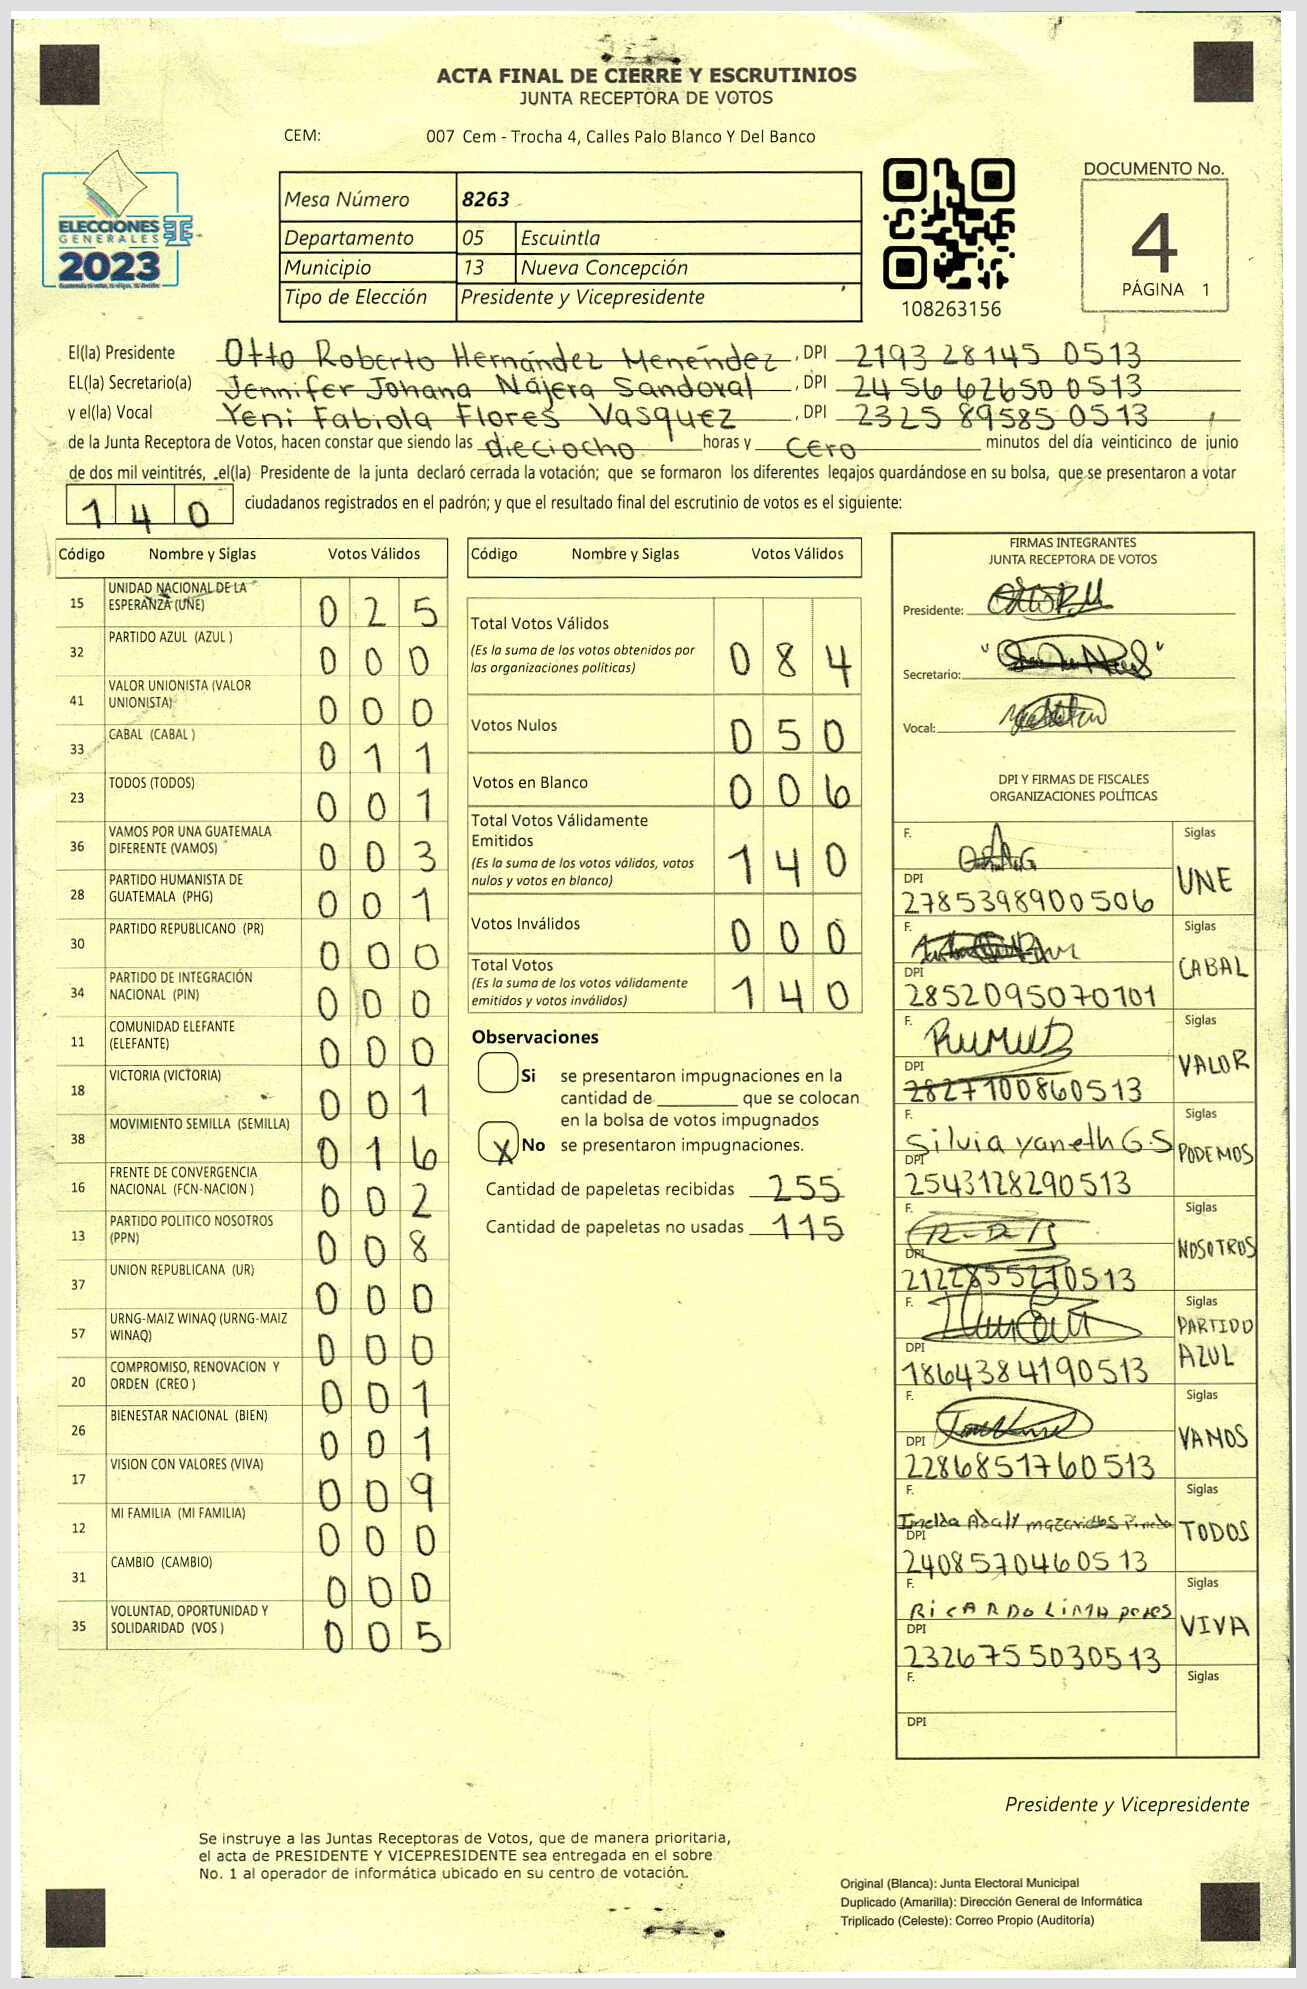 ACTA FINAL DE CIERRE Y ESCRUTINIOS
JUNTA RECEPTORA DE VOTOS
CEM: 007 Cem - Trocha 4, Calles Palo Blanco Y Del Banco
ELECCIONES
GENERALES
2023
Mesa Número 8263
Departamento 05 Escuintla
Municipio 13 Nueva Concepción
Tipo de Elección Presidente y Vicepresidente
108263156
DOCUMENTO No.
4
PÁGINA 1
El(la) Presidente Otto Roberto Hernández Menéndez, DPI 2193 28145 0513
EL(la) Secretario(a) Jennifer Johana Nájera Sandoval, DPI 2456 62650 0513
y el(la) Vocal Yeni Fabiola Flores Vasquez, DPI 2325 89585 0513
de la Junta Receptora de Votos, hacen constar que siendo las dieciocho horas y cero minutos del día veinticinco de junio
de dos mil veintitrés, el(la) Presidente de la junta declaró cerrada la votación; que se formaron los diferentes legajos guardándose en su bolsa, que se presentaron a votar
140 ciudadanos registrados en el padrón; y que el resultado final del escrutinio de votos es el siguiente:
Código Nombre y Siglas Votos Válidos
15 UNIDAD NACIONAL DE LA ESPERANZA (UNE) 025
32 PARTIDO AZUL (AZUL ) 000
41 VALOR UNIONISTA (VALOR UNIONISTA) 000
33 CABAL (CABAL ) 011
23 TODOS (TODOS) 001
36 VAMOS POR UNA GUATEMALA DIFERENTE (VAMOS) 003
28 PARTIDO HUMANISTA DE GUATEMALA (PHG) 001
30 PARTIDO REPUBLICANO (PR) 000
34 PARTIDO DE INTEGRACIÓN NACIONAL (PIN) 000
11 COMUNIDAD ELEFANTE (ELEFANTE) 000
18 VICTORIA (VICTORIA) 001
38 MOVIMIENTO SEMILLA (SEMILLA) 016
16 FRENTE DE CONVERGENCIA NACIONAL (FCN-NACION ) 002
13 PARTIDO POLITICO NOSOTROS (PPN) 008
37 UNION REPUBLICANA (UR) 000
57 URNG-MAIZ WINAQ (URNG-MAIZ WINAQ) 000
20 COMPROMISO, RENOVACION Y ORDEN (CREO ) 001
26 BIENESTAR NACIONAL (BIEN) 001
17 VISION CON VALORES (VIVA) 009
12 MI FAMILIA (MI FAMILIA) 000
31 CAMBIO (CAMBIO) 000
35 VOLUNTAD, OPORTUNIDAD Y SOLIDARIDAD (VOS ) 005
Código Nombre y Siglas Votos Válidos
Total Votos Válidos 084
(Es la suma de los votos obtenidos por
las organizaciones políticas)
Votos Nulos 050
Votos en Blanco 006
Total Votos Válidamente
Emitidos 140
(Es la suma de los votos válidos, votos
nulos y votos en blanco)
Votos Inválidos 000
Total Votos 140
(Es la suma de los votos válidamente
emitidos y votos inválidos)
Observaciones
Si se presentaron impugnaciones en la
cantidad de ________ que se colocan
en la bolsa de votos impugnados
X No se presentaron impugnaciones.
Cantidad de papeletas recibidas 255
Cantidad de papeletas no usadas 115
FIRMAS INTEGRANTES
JUNTA RECEPTORA DE VOTOS
Presidente:
Secretario:
Vocal:
DPI Y FIRMAS DE FISCALES
ORGANIZACIONES POLÍTICAS
F. Siglas
DPI 2785398900506 UNE
F. Siglas
DPI 2852095070101 CABAL
F. Siglas
DPI 2827100860513 VALOR
F. Silvia yaneth G.S Siglas
DPI 2543128290513 PODEMOS
F. Siglas
DPI 2122855210513 NOSOTROS
F. Siglas
DPI 1864384190513 PARTIDO AZUL
F. Siglas
DPI 2286851760513 VAMOS
F. Imelda Adaly Siglas
DPI 2408570460513 TODOS
F. RiCARDO LiMA Siglas
DPI 2326755030513 VIVA
F. Siglas
DPI
Presidente y Vicepresidente
Se instruye a las Juntas Receptoras de Votos, que de manera prioritaria,
el acta de PRESIDENTE Y VICEPRESIDENTE sea entregada en el sobre
No. 1 al operador de informática ubicado en su centro de votación.
Original (Blanca): Junta Electoral Municipal
Duplicado (Amarilla): Dirección General de Informática
Triplicado (Celeste): Correo Propio (Auditoría)